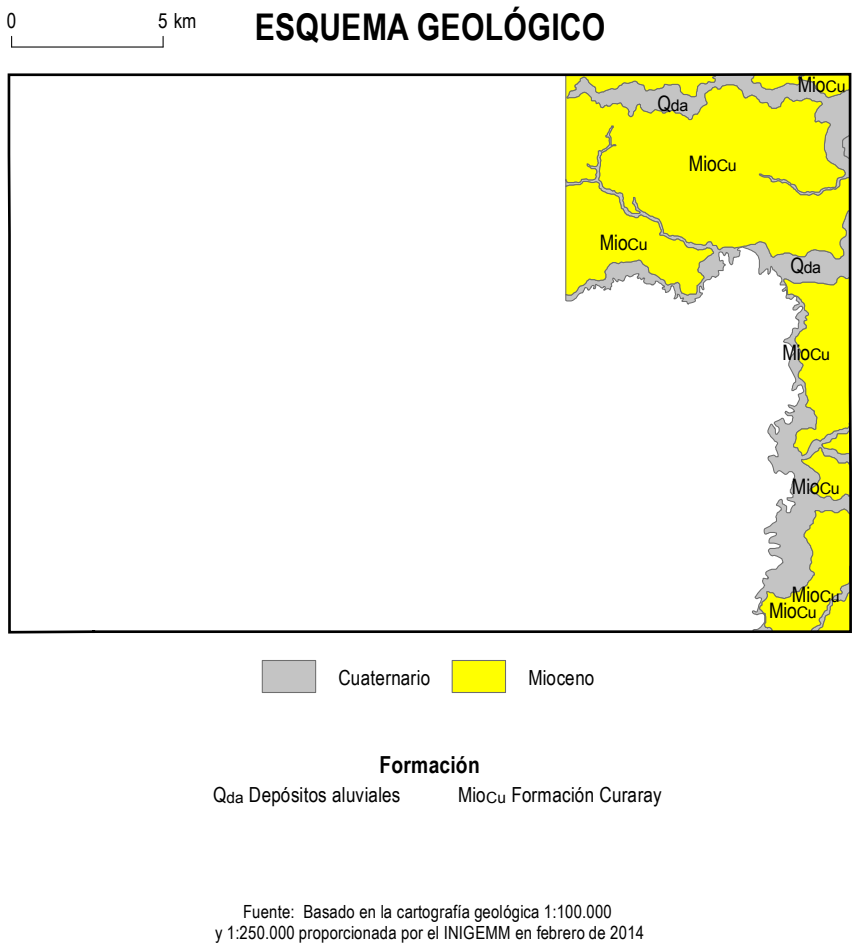 0 5 km ESQUEMA GEOLÓGICO
MioCu
Qda
MioCu
MioCu
Qda
MioCu
MioCu
MioCu
MioCu
Cuaternario Mioceno
Formación
Qda Depósitos aluviales MioCu Formación Curaray
Fuente: Basado en la cartografía geológica 1:100.000
y 1:250.000 proporcionada por el INIGEMM en febrero de 2014